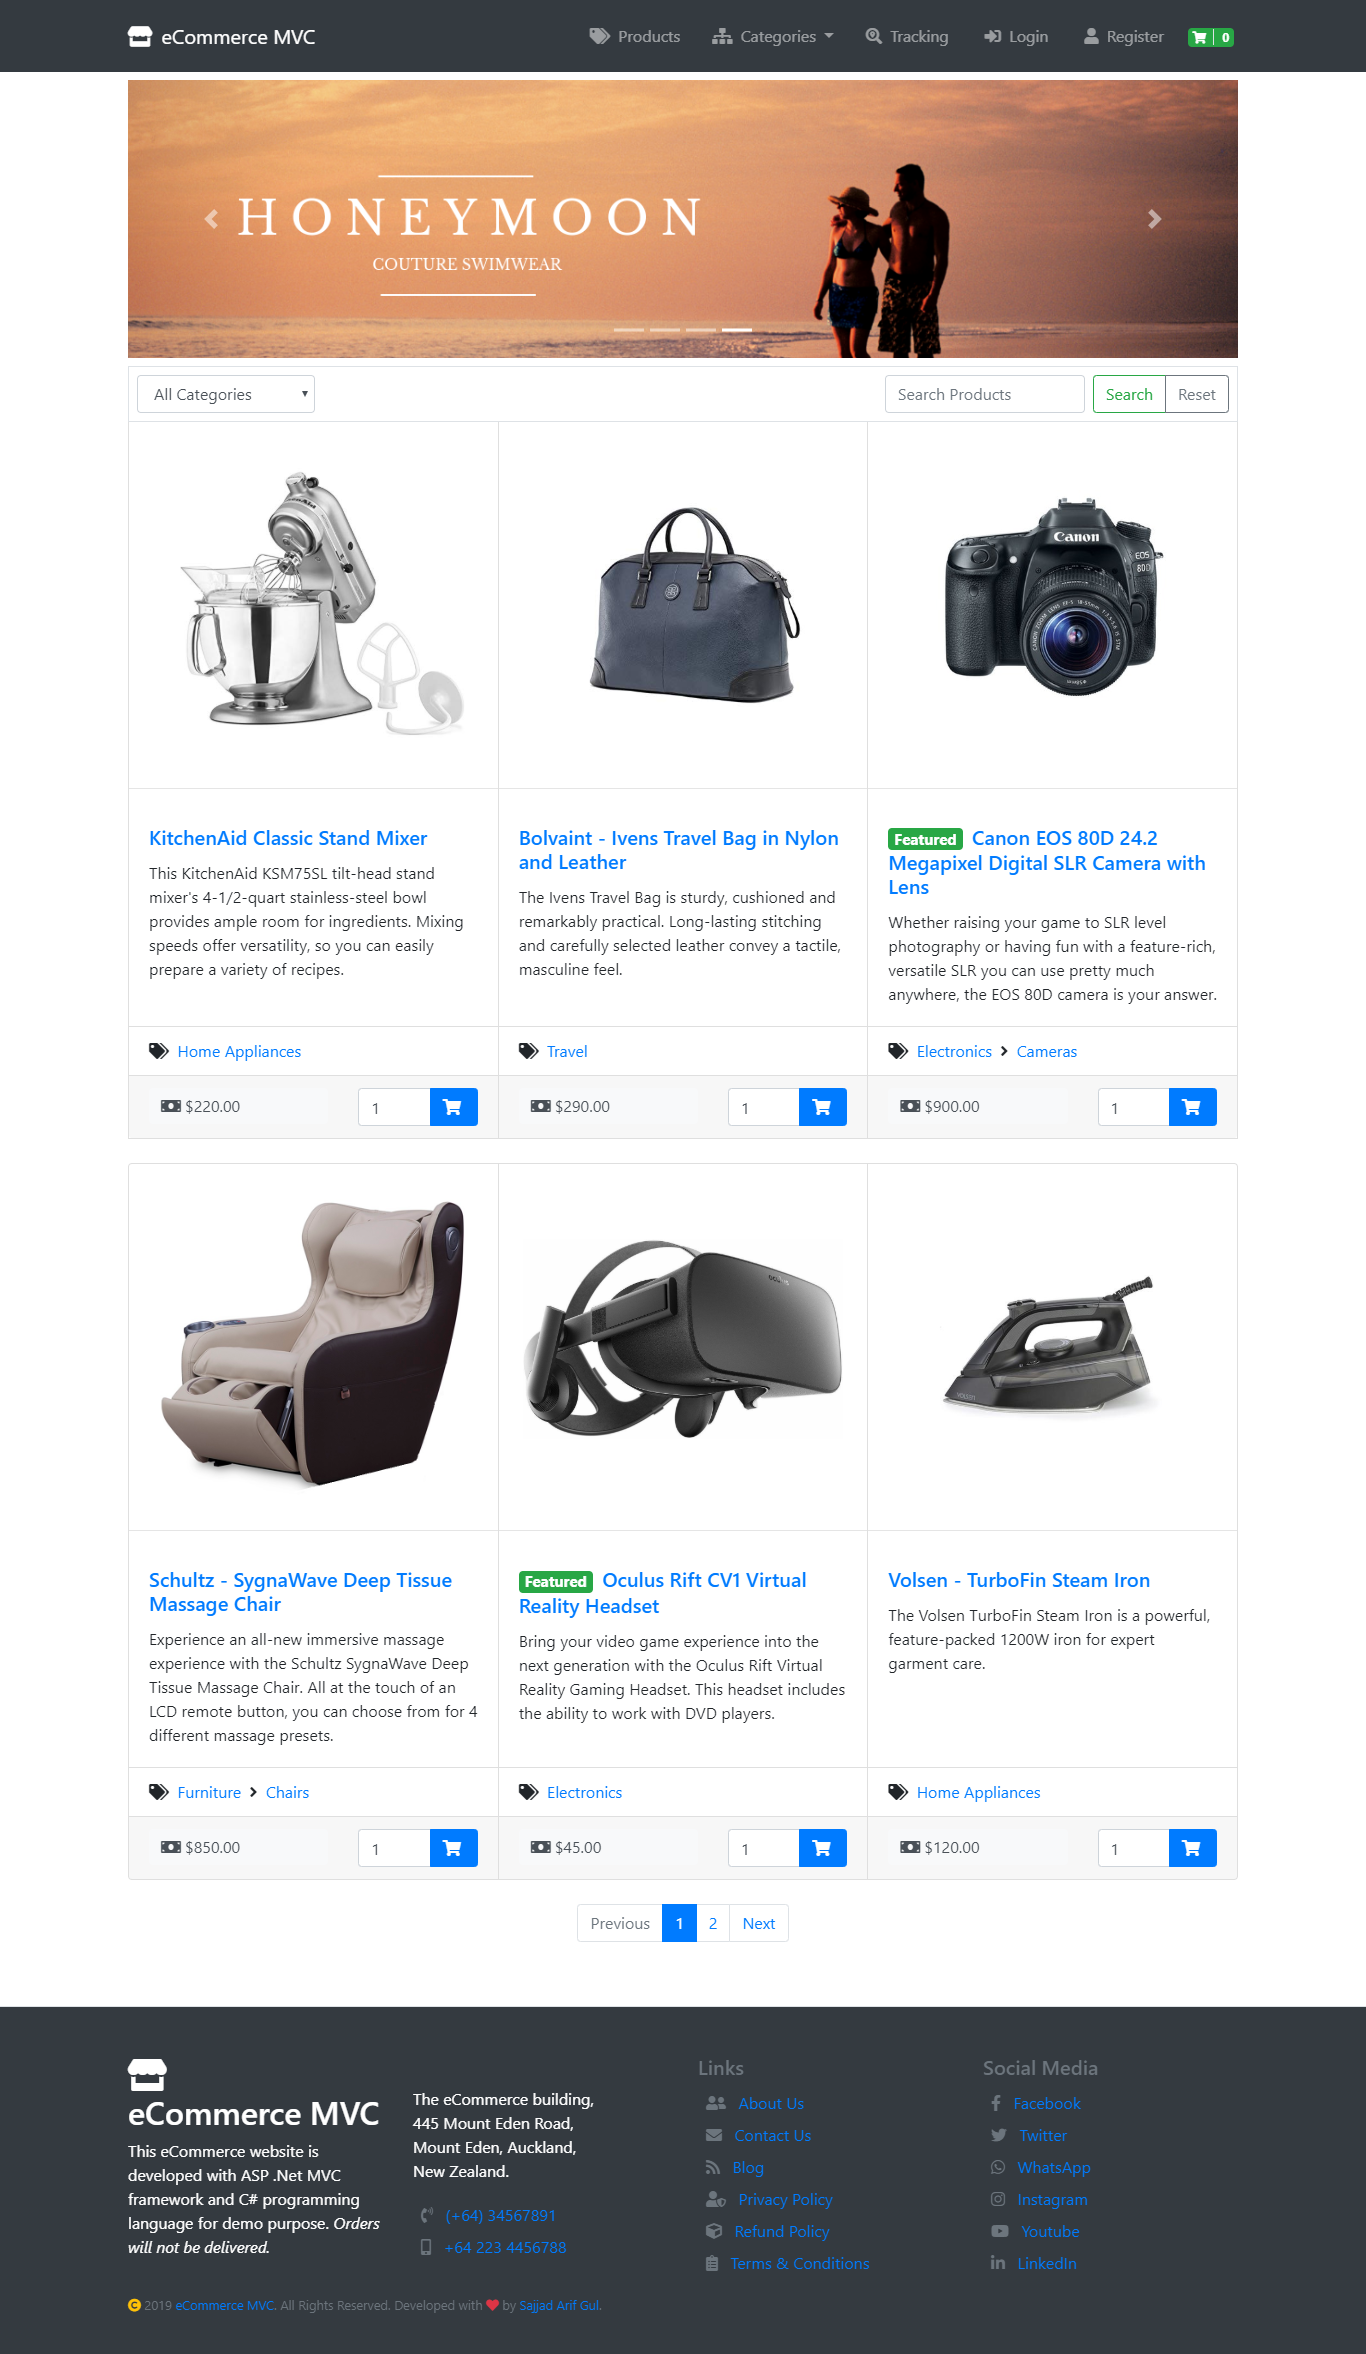 eCommerce MVC Products Categories Tracking Login Register 0
HONEYMOON
COUTURE SWIMWEAR
All Categories Search Products Search Reset
Canon
EOS
80D
KitchenAid Classic Stand Mixer
This KitchenAid KSM75SL tilt-head stand
mixer's 4-1/2-quart stainless-steel bowl
provides ample room for ingredients. Mixing
speeds offer versatility, so you can easily
prepare a variety of recipes.
Bolvaint - Ivens Travel Bag in Nylon
and Leather
The Ivens Travel Bag is sturdy, cushioned and
remarkably practical. Long-lasting stitching
and carefully selected leather convey a tactile,
masculine feel.
Featured Canon EOS 80D 24.2
Megapixel Digital SLR Camera with
Lens
Whether raising your game to SLR level
photography or having fun with a feature-rich,
versatile SLR you can use pretty much
anywhere, the EOS 80D camera is your answer.
Home Appliances
Travel
Electronics Cameras
$220.00 1
$290.00 1
$900.00 1
oculus
Schultz - SygnaWave Deep Tissue
Massage Chair
Experience an all-new immersive massage
experience with the Schultz SygnaWave Deep
Tissue Massage Chair. All at the touch of an
LCD remote button, you can choose from for 4
different massage presets.
Featured Oculus Rift CV1 Virtual
Reality Headset
Bring your video game experience into the
next generation with the Oculus Rift Virtual
Reality Gaming Headset. This headset includes
the ability to work with DVD players.
Volsen - TurboFin Steam Iron
The Volsen TurboFin Steam Iron is a powerful,
feature-packed 1200W iron for expert
garment care.
Furniture Chairs
Electronics
Home Appliances
$850.00 1
$45.00 1
$120.00 1
Previous 1 2 Next
eCommerce MVC
This eCommerce website is
developed with ASP .Net MVC
framework and C# programming
language for demo purpose. Orders
will not be delivered.
The eCommerce building,
445 Mount Eden Road,
Mount Eden, Auckland,
New Zealand.
(+64) 34567891
+64 223 4456788
Links
About Us
Contact Us
Blog
Privacy Policy
Refund Policy
Terms & Conditions
Social Media
Facebook
Twitter
WhatsApp
Instagram
Youtube
LinkedIn
© 2019 eCommerce MVC. All Rights Reserved. Developed with ❤ by Sajjad Arif Gul.